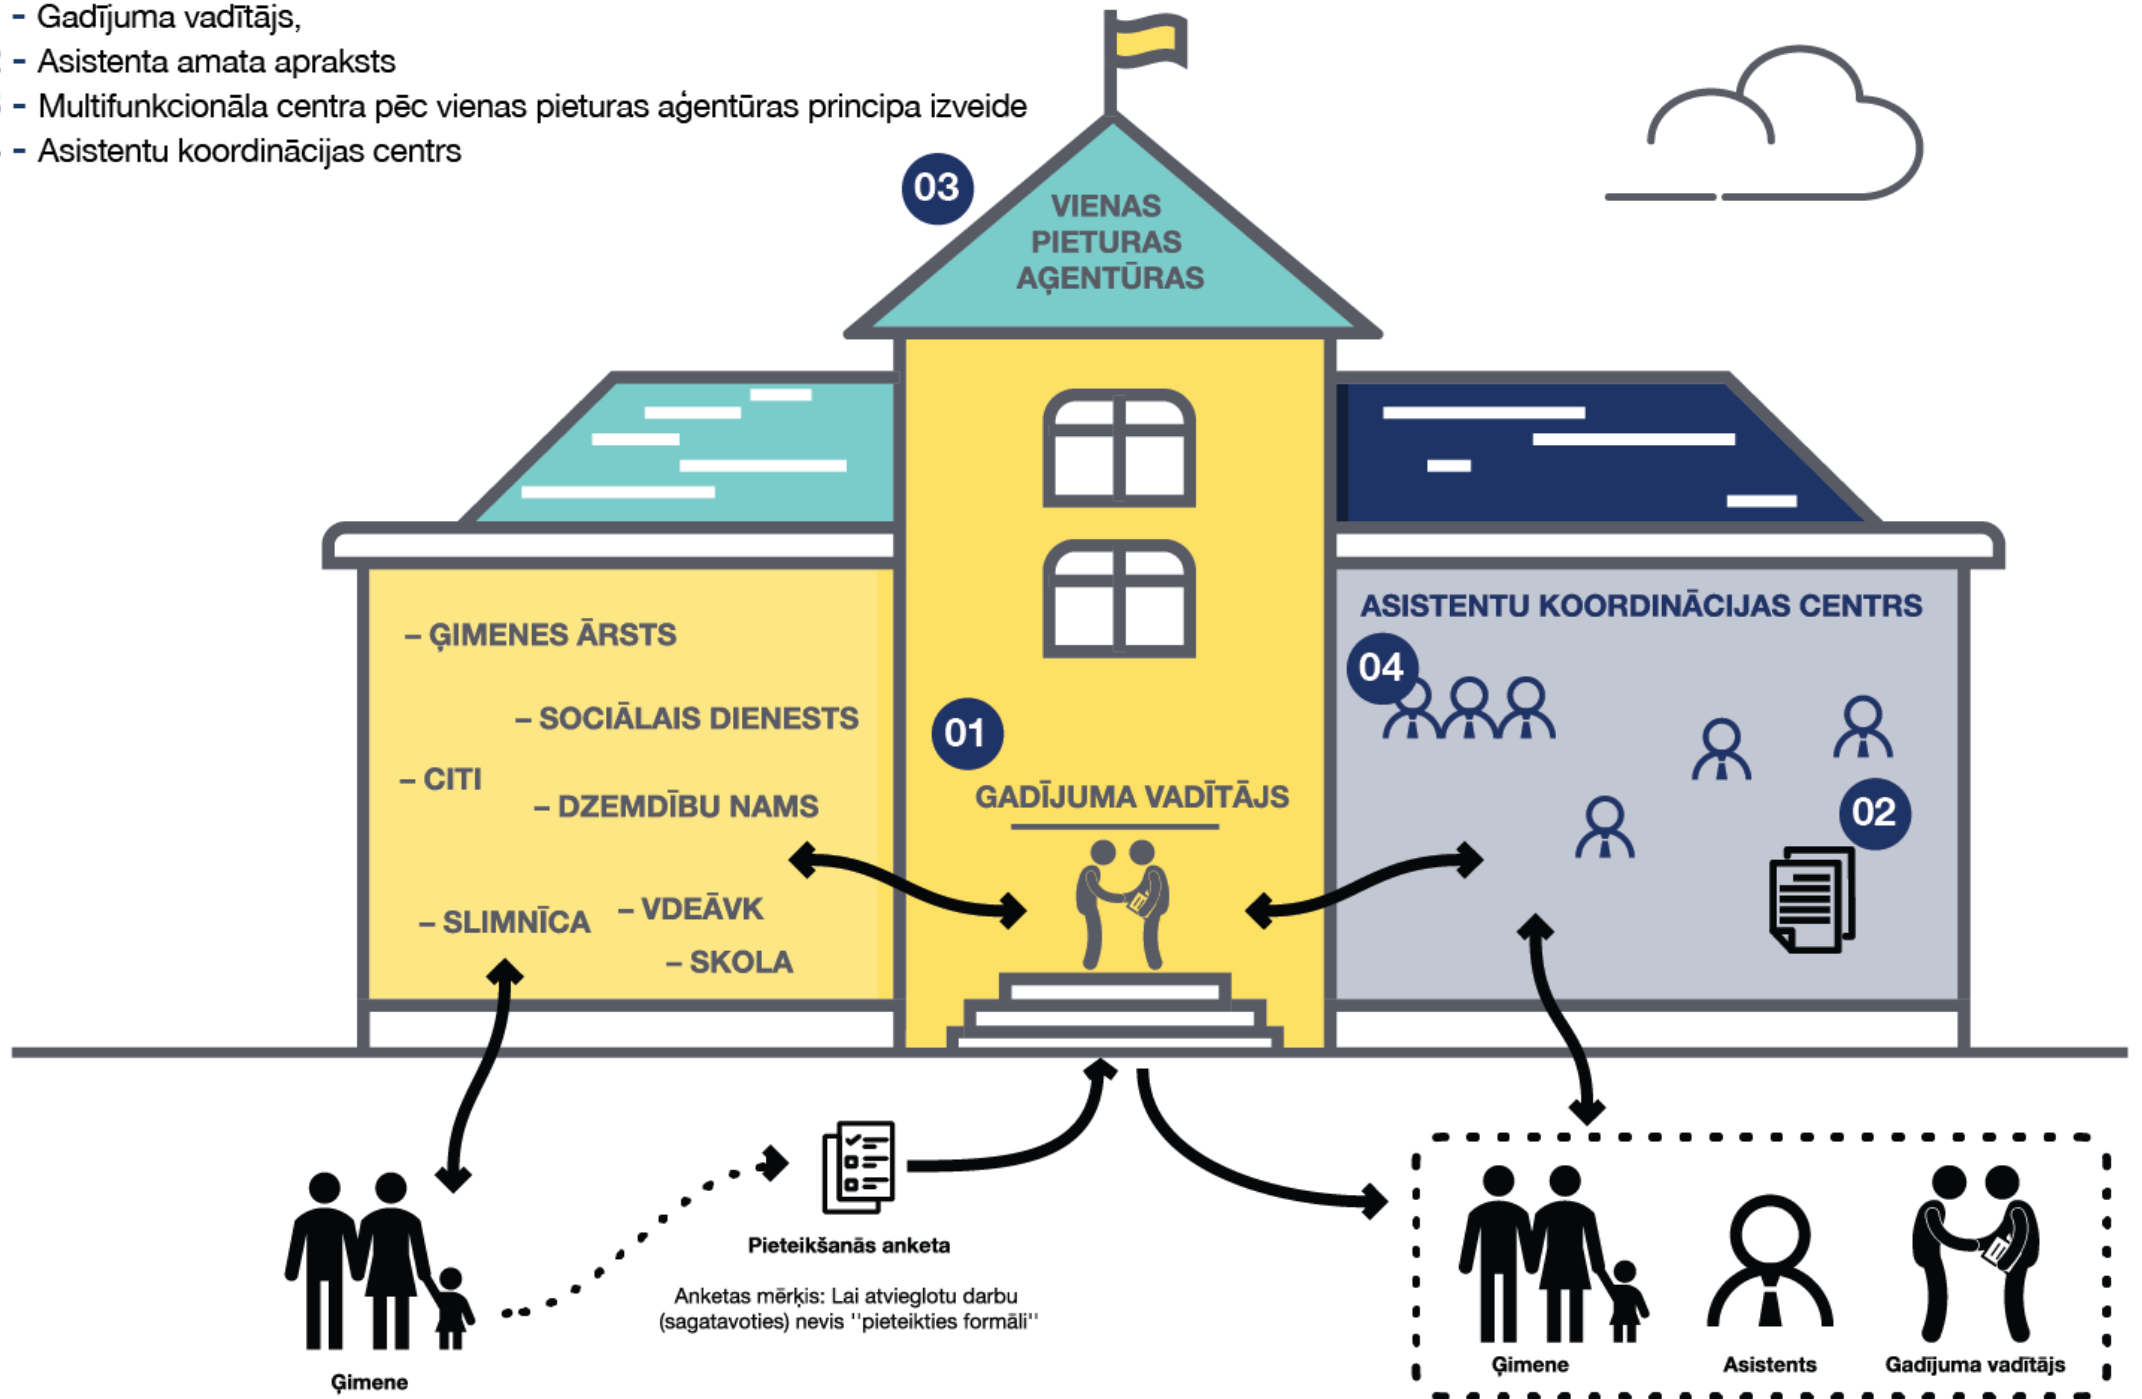 - Gadījuma vadītājs,
- Asistenta amata apraksts
- Multifunkcionāla centra pēc vienas pieturas aģentūras principa izveide
- Asistentu koordinācijas centrs
03
VIENAS
PIETURAS
AĢENTŪRAS
– ĢIMENES ĀRSTS
– SOCIĀLAIS DIENESTS
– CITI
– DZEMDĪBU NAMS
– SLIMNĪCA
– VDEĀVK
– SKOLA
01
GADĪJUMA VADĪTĀJS
ASISTENTU KOORDINĀCIJAS CENTRS
04
02
Ģimene
Pieteikšanās anketa
Anketas mērķis: Lai atvieglotu darbu
(sagatavoties) nevis "pieteikties formāli"
Ģimene
Asistents
Gadījuma vadītājs